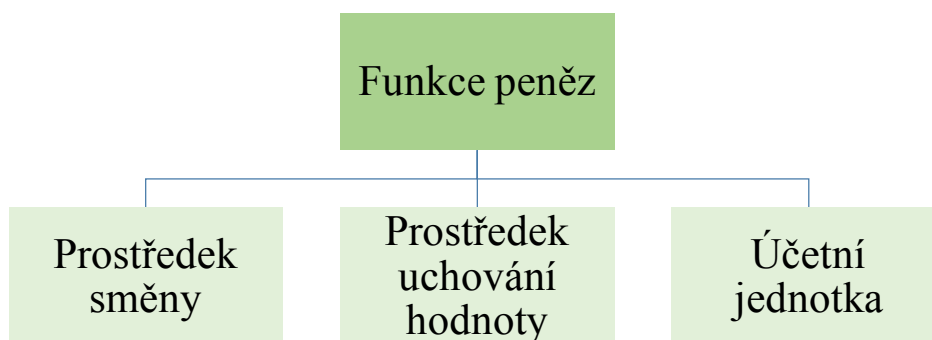 Funkce peněz
Prostředek
směny
Prostředek
uchování
hodnoty
Účetní
jednotka